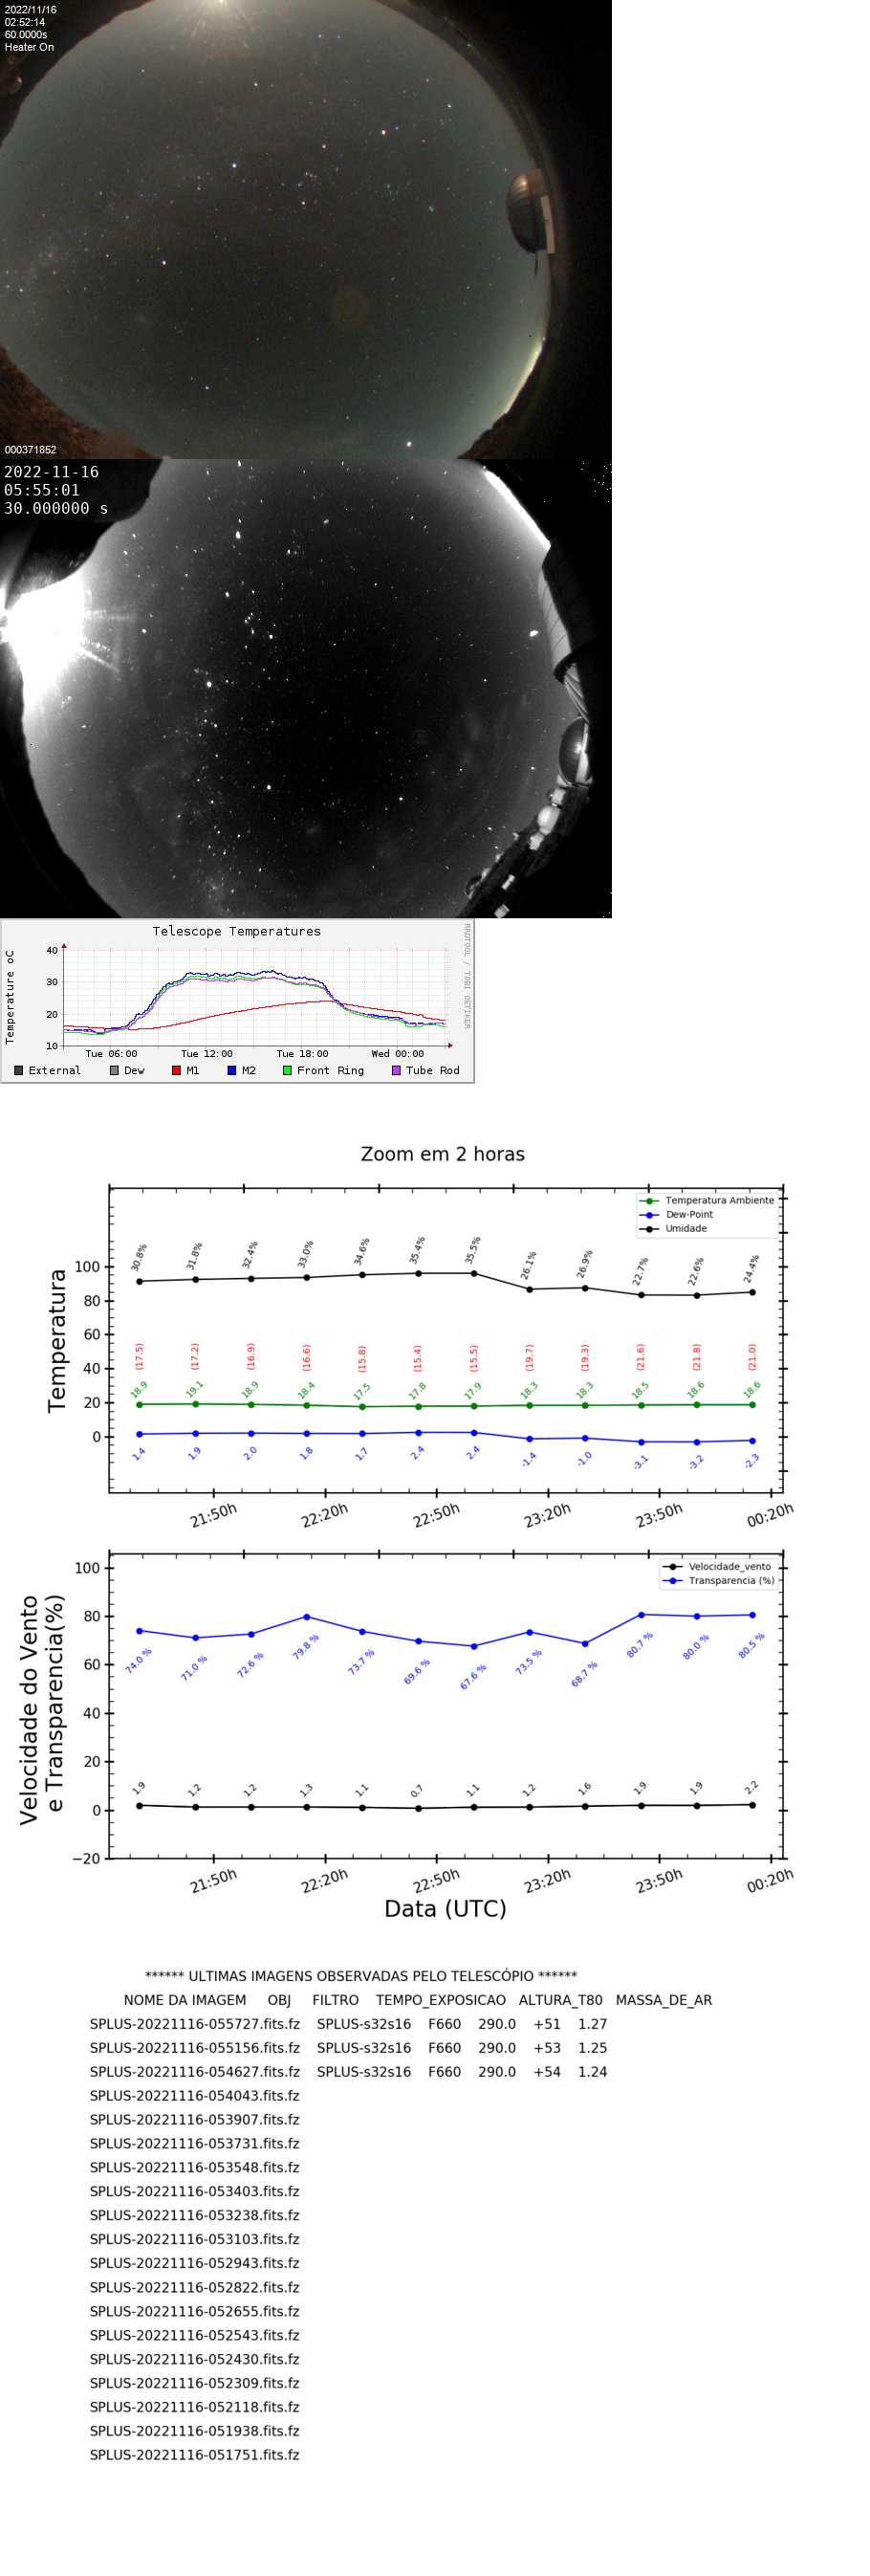 2022/11/16
02:52:14
60.0000s
Heater On
000371852
2022-11-16
05:55:01
30.000000 s
Telescope Temperatures
RRDTOOL / TOBI OETIKER
Temperature oC
40
30
20
10
Tue 06:00 Tue 12:00 Tue 18:00 Wed 00:00
External Dew M1 M2 Front Ring Tube Rod
Zoom em 2 horas
Temperatura
Temperatura Ambiente
Dew-Point
Umidade
100
80
60
40
20
0
30.8% 31.8% 32.4% 33.0% 34.6% 35.4% 35.5% 26.1% 26.9% 22.7% 22.6% 24.4%
(17.5) (17.2) (16.9) (16.6) (15.8) (15.4) (15.5) (19.7) (19.3) (21.6) (21.8) (21.0)
18.9 19.1 18.9 18.4 17.5 17.8 17.9 18.3 18.3 18.5 18.6 18.6
1.4 1.9 2.0 1.8 1.7 2.4 2.4 -1.4 -1.0 -3.1 -3.2 -2.3
21:50h 22:20h 22:50h 23:20h 23:50h 00:20h
Velocidade do Vento
e Transparencia(%)
Velocidade_vento
Transparencia (%)
100
80
60
40
20
0
−20
74.0 % 71.0 % 72.6 % 79.8 % 73.7 % 69.6 % 67.6 % 73.5 % 68.7 % 80.7 % 80.0 % 80.5 %
1.9 1.2 1.2 1.3 1.1 0.7 1.1 1.2 1.6 1.9 1.9 2.2
21:50h 22:20h 22:50h 23:20h 23:50h 00:20h
Data (UTC)
****** ULTIMAS IMAGENS OBSERVADAS PELO TELESCÓPIO ******
NOME DA IMAGEM OBJ FILTRO TEMPO_EXPOSICAO ALTURA_T80 MASSA_DE_AR
SPLUS-20221116-055727.fits.fz SPLUS-s32s16 F660 290.0 +51 1.27
SPLUS-20221116-055156.fits.fz SPLUS-s32s16 F660 290.0 +53 1.25
SPLUS-20221116-054627.fits.fz SPLUS-s32s16 F660 290.0 +54 1.24
SPLUS-20221116-054043.fits.fz
SPLUS-20221116-053907.fits.fz
SPLUS-20221116-053731.fits.fz
SPLUS-20221116-053548.fits.fz
SPLUS-20221116-053403.fits.fz
SPLUS-20221116-053238.fits.fz
SPLUS-20221116-053103.fits.fz
SPLUS-20221116-052943.fits.fz
SPLUS-20221116-052822.fits.fz
SPLUS-20221116-052655.fits.fz
SPLUS-20221116-052543.fits.fz
SPLUS-20221116-052430.fits.fz
SPLUS-20221116-052309.fits.fz
SPLUS-20221116-052118.fits.fz
SPLUS-20221116-051938.fits.fz
SPLUS-20221116-051751.fits.fz